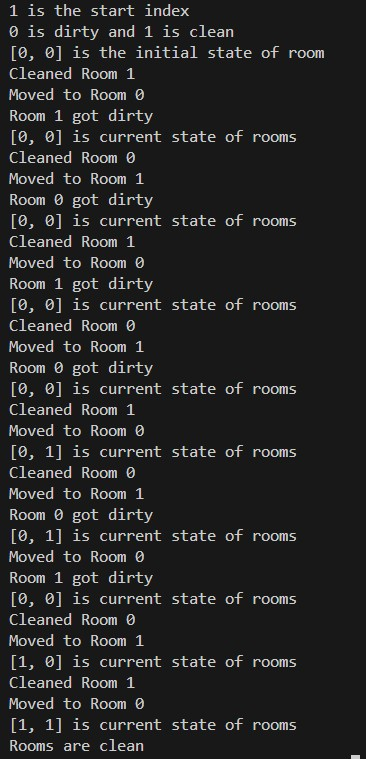 1 is the start index
0 is dirty and 1 is clean
[0, 0] is the initial state of room
Cleaned Room 1
Moved to Room 0
Room 1 got dirty
[0, 0] is current state of rooms
Cleaned Room 0
Moved to Room 1
Room 0 got dirty
[0, 0] is current state of rooms
Cleaned Room 1
Moved to Room 0
Room 1 got dirty
[0, 0] is current state of rooms
Cleaned Room 0
Moved to Room 1
Room 0 got dirty
[0, 0] is current state of rooms
Cleaned Room 1
Moved to Room 0
[0, 1] is current state of rooms
Cleaned Room 0
Moved to Room 1
Room 0 got dirty
[0, 1] is current state of rooms
Moved to Room 0
Room 1 got dirty
[0, 0] is current state of rooms
Cleaned Room 0
Moved to Room 1
[1, 0] is current state of rooms
Cleaned Room 1
Moved to Room 0
[1, 1] is current state of rooms
Rooms are clean